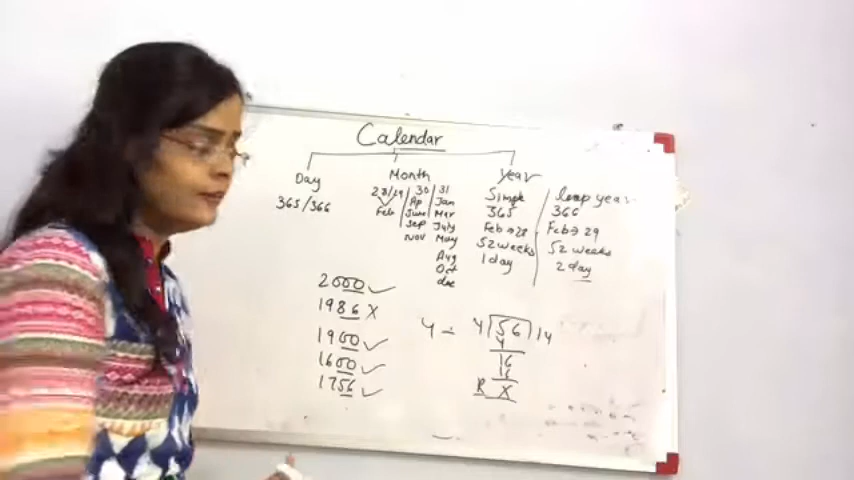 Calendar
Day Month Year
365/366
28/29 30 31
Feb
Ap
June
Sep
Nov
Jan
Mar
July
May
Aug
Oct
dec
Simple
365
Feb → 28
52 weeks
1 day
leap year
366
Feb → 29
52 weeks
2 day
2000 ✓
1986 X
1900 ✓
1600 ✓
1756 ✓
4 ÷ 4)56)14
4
16
16
R X